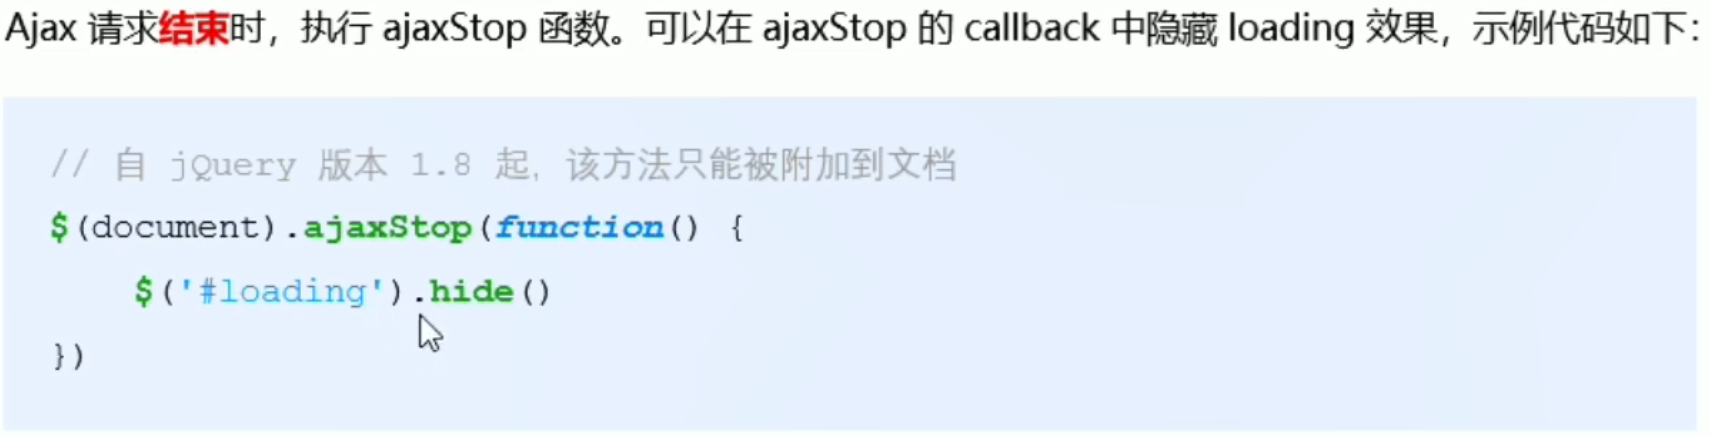 Ajax 请求结束时，执行 ajaxStop 函数。可以在 ajaxStop 的 callback 中隐藏 loading 效果，示例代码如下：
// 自 jQuery 版本 1.8 起，该方法只能被附加到文档
$(document).ajaxStop(function() {
    $('#loading').hide()
})